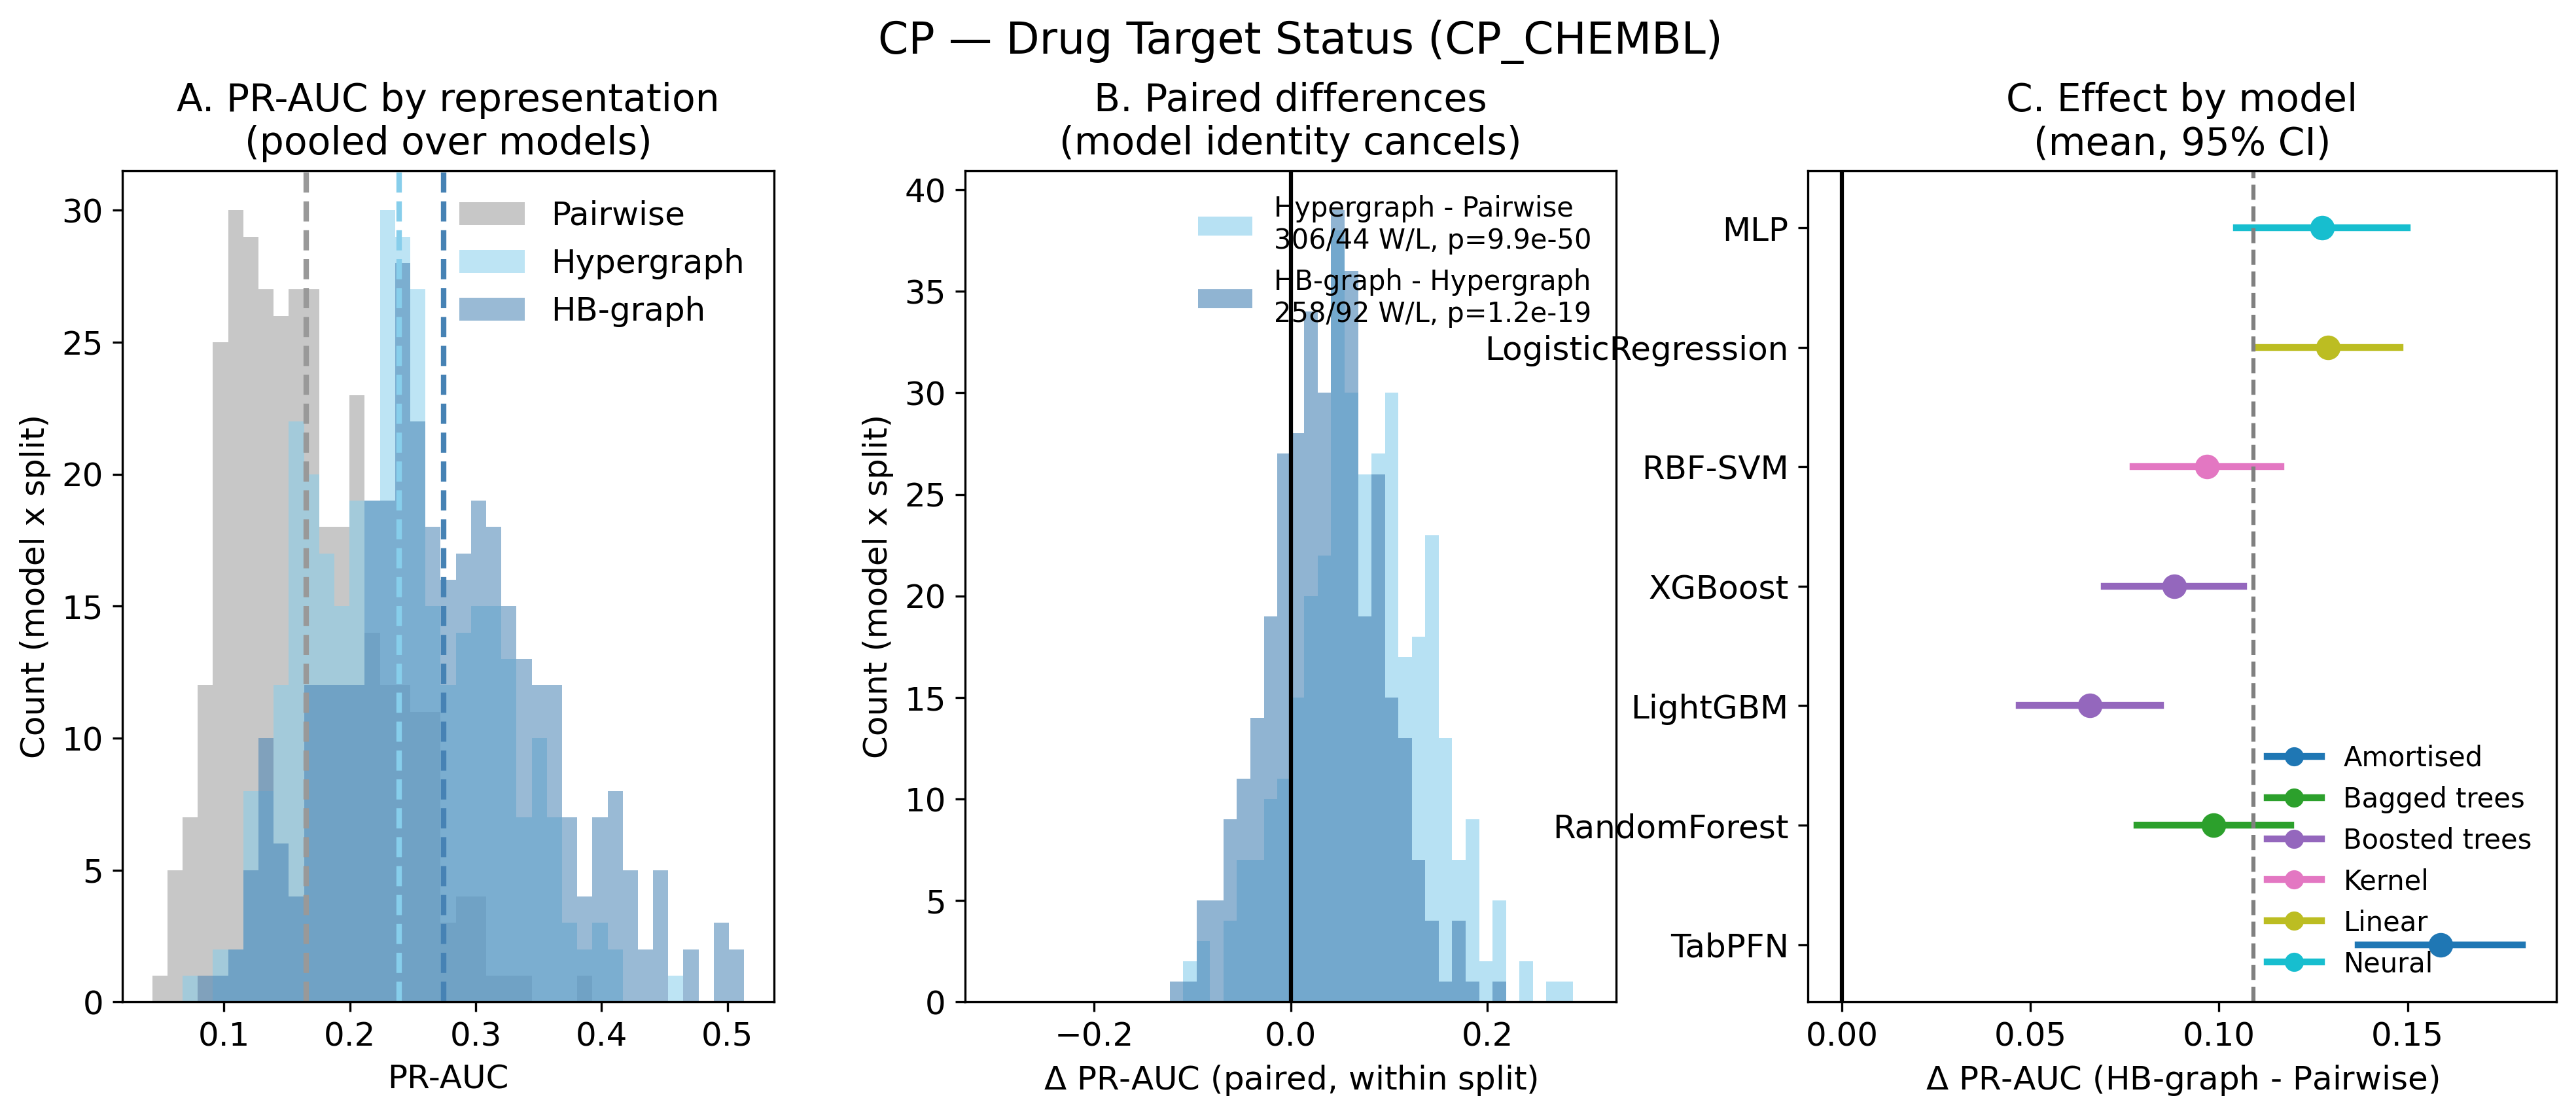 CP — Drug Target Status (CP_CHEMBL)
A. PR-AUC by representation
(pooled over models)
30
25
20
15
10
5
0
0.1
0.2
0.3
0.4
0.5
Count (model x split)
PR-AUC
Pairwise
Hypergraph
HB-graph
B. Paired differences
(model identity cancels)
40
35
30
25
20
15
10
5
0
−0.2
0.0
0.2
Count (model x split)
Δ PR-AUC (paired, within split)
Hypergraph - Pairwise
306/44 W/L, p=9.9e-50
HB-graph - Hypergraph
258/92 W/L, p=1.2e-19
C. Effect by model
(mean, 95% CI)
MLP
LogisticRegression
RBF-SVM
XGBoost
LightGBM
RandomForest
TabPFN
0.00
0.05
0.10
0.15
Δ PR-AUC (HB-graph - Pairwise)
Amortised
Bagged trees
Boosted trees
Kernel
Linear
Neural